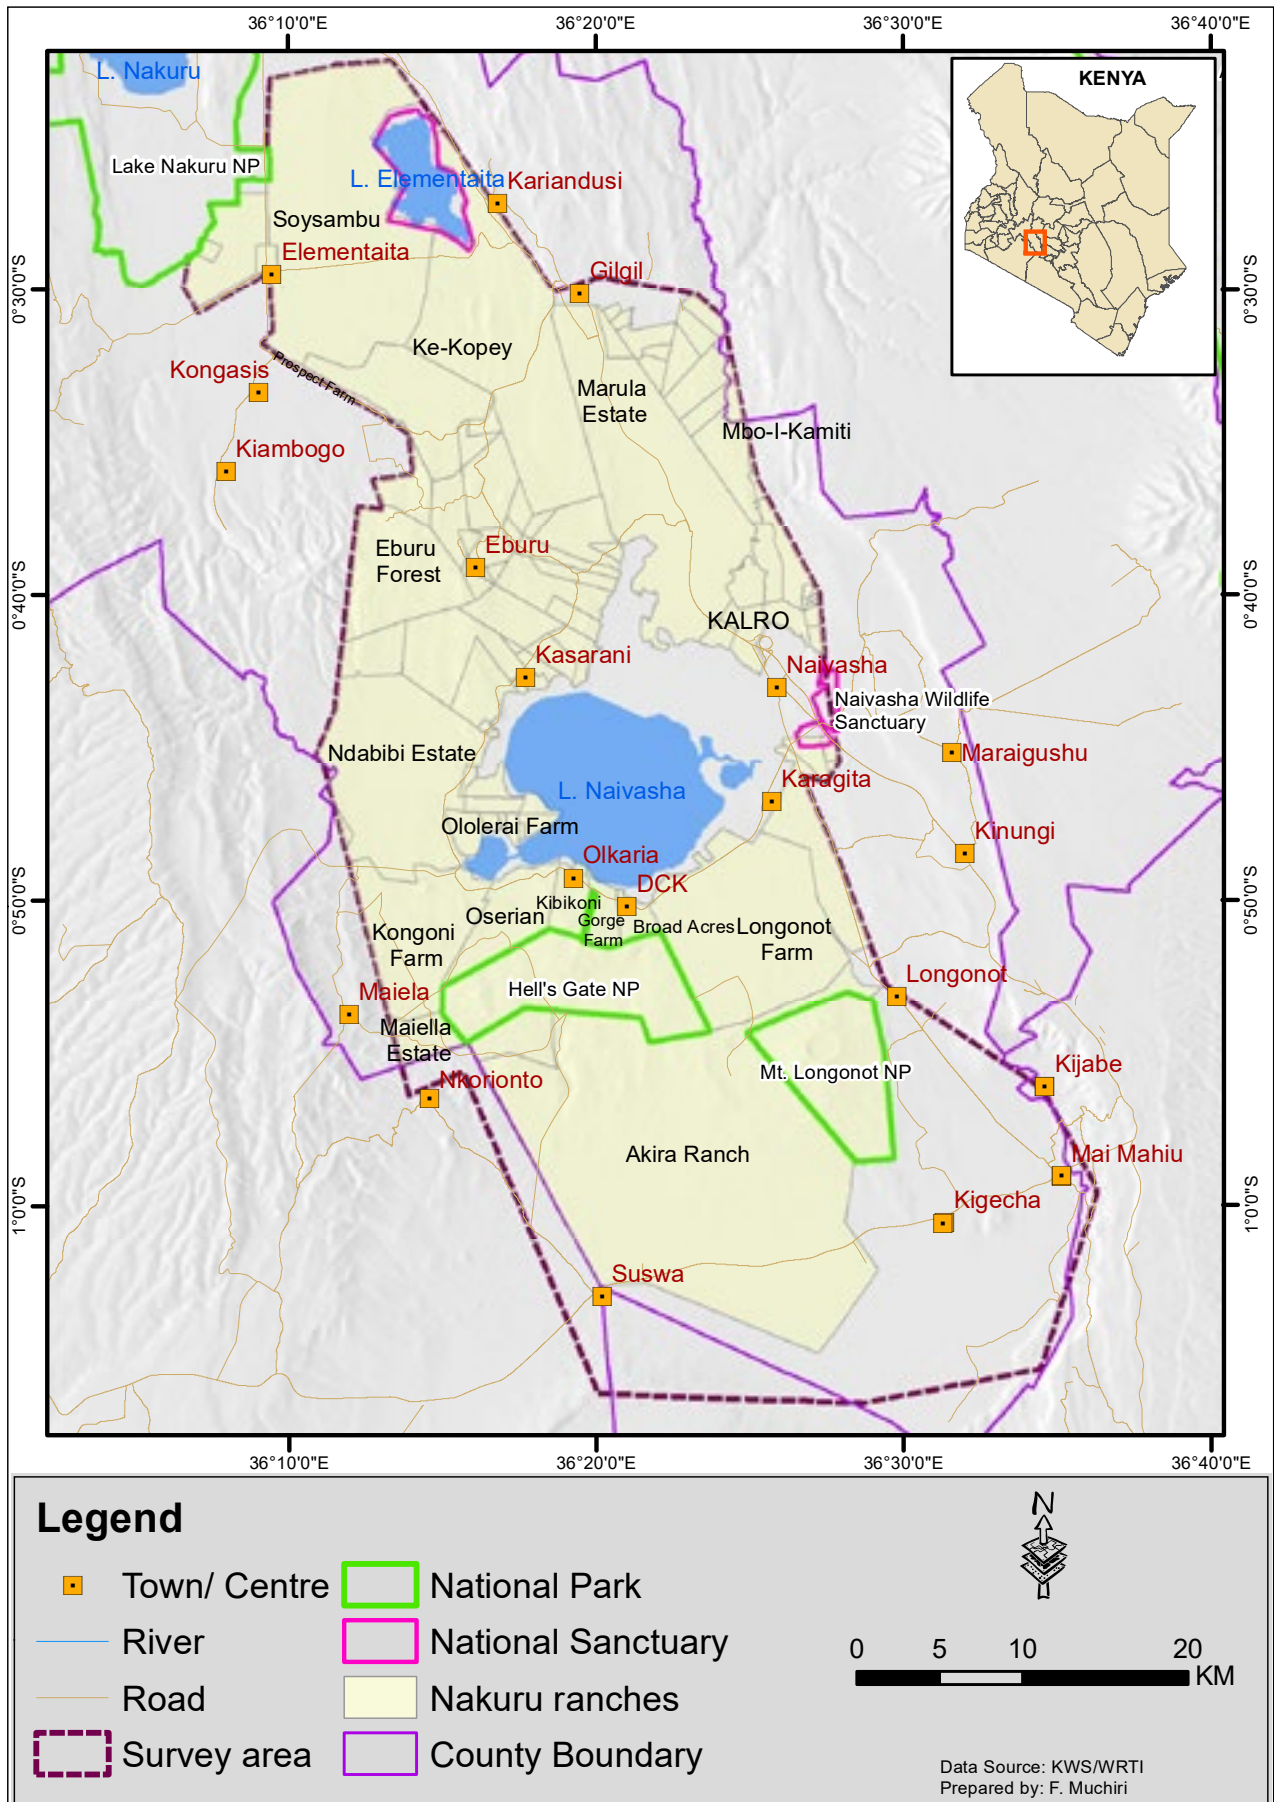 36°10'0"E
36°20'0"E
36°30'0"E
36°40'0"E
KENYA
L. Nakuru
Lake Nakuru NP
L. Elementaita
Kariandusi
Soysambu
Elementaita
Gilgil
0°30'0"S
0°30'0"S
Ke-Kopey
Kongasis
Prospect Farm
Marula
Estate
Mbo-I-Kamiti
Kiambogo
Eburu
Forest
Eburu
0°40'0"S
0°40'0"S
KALRO
Kasarani
Naivasha
Naivasha Wildlife
Sanctuary
Ndabibi Estate
Maraigushu
L. Naivasha
Karagita
Ololerai Farm
Kinungi
Olkaria
DCK
0°50'0"S
0°50'0"S
Kibikoni
Oserian
Gorge
Farm
Broad Acres
Longonot
Farm
Kongoni
Farm
Longonot
Hell's Gate NP
Maiela
Maiella
Estate
Mt. Longonot NP
Kijabe
Nkorionto
Akira Ranch
Mai Mahiu
Kigecha
1°0'0"S
1°0'0"S
Suswa
36°10'0"E
36°20'0"E
36°30'0"E
36°40'0"E
Legend
Town/ Centre
National Park
River
National Sanctuary
Road
Nakuru ranches
Survey area
County Boundary
N
0 5 10 20
KM
Data Source: KWS/WRTI
Prepared by: F. Muchiri